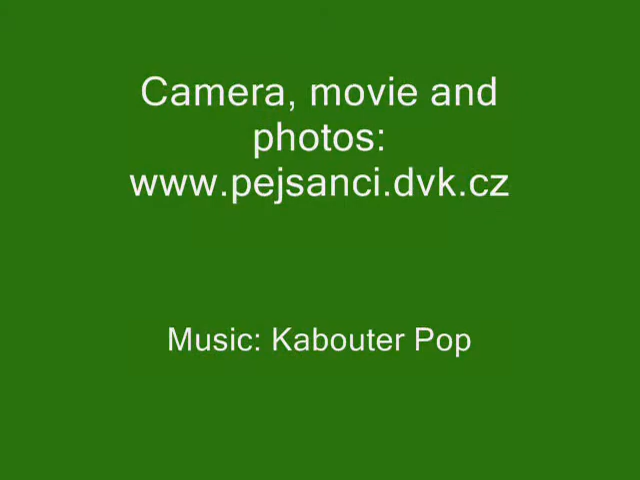 Camera, movie and
photos:
www.pejsanci.dvk.cz
Music: Kabouter Pop